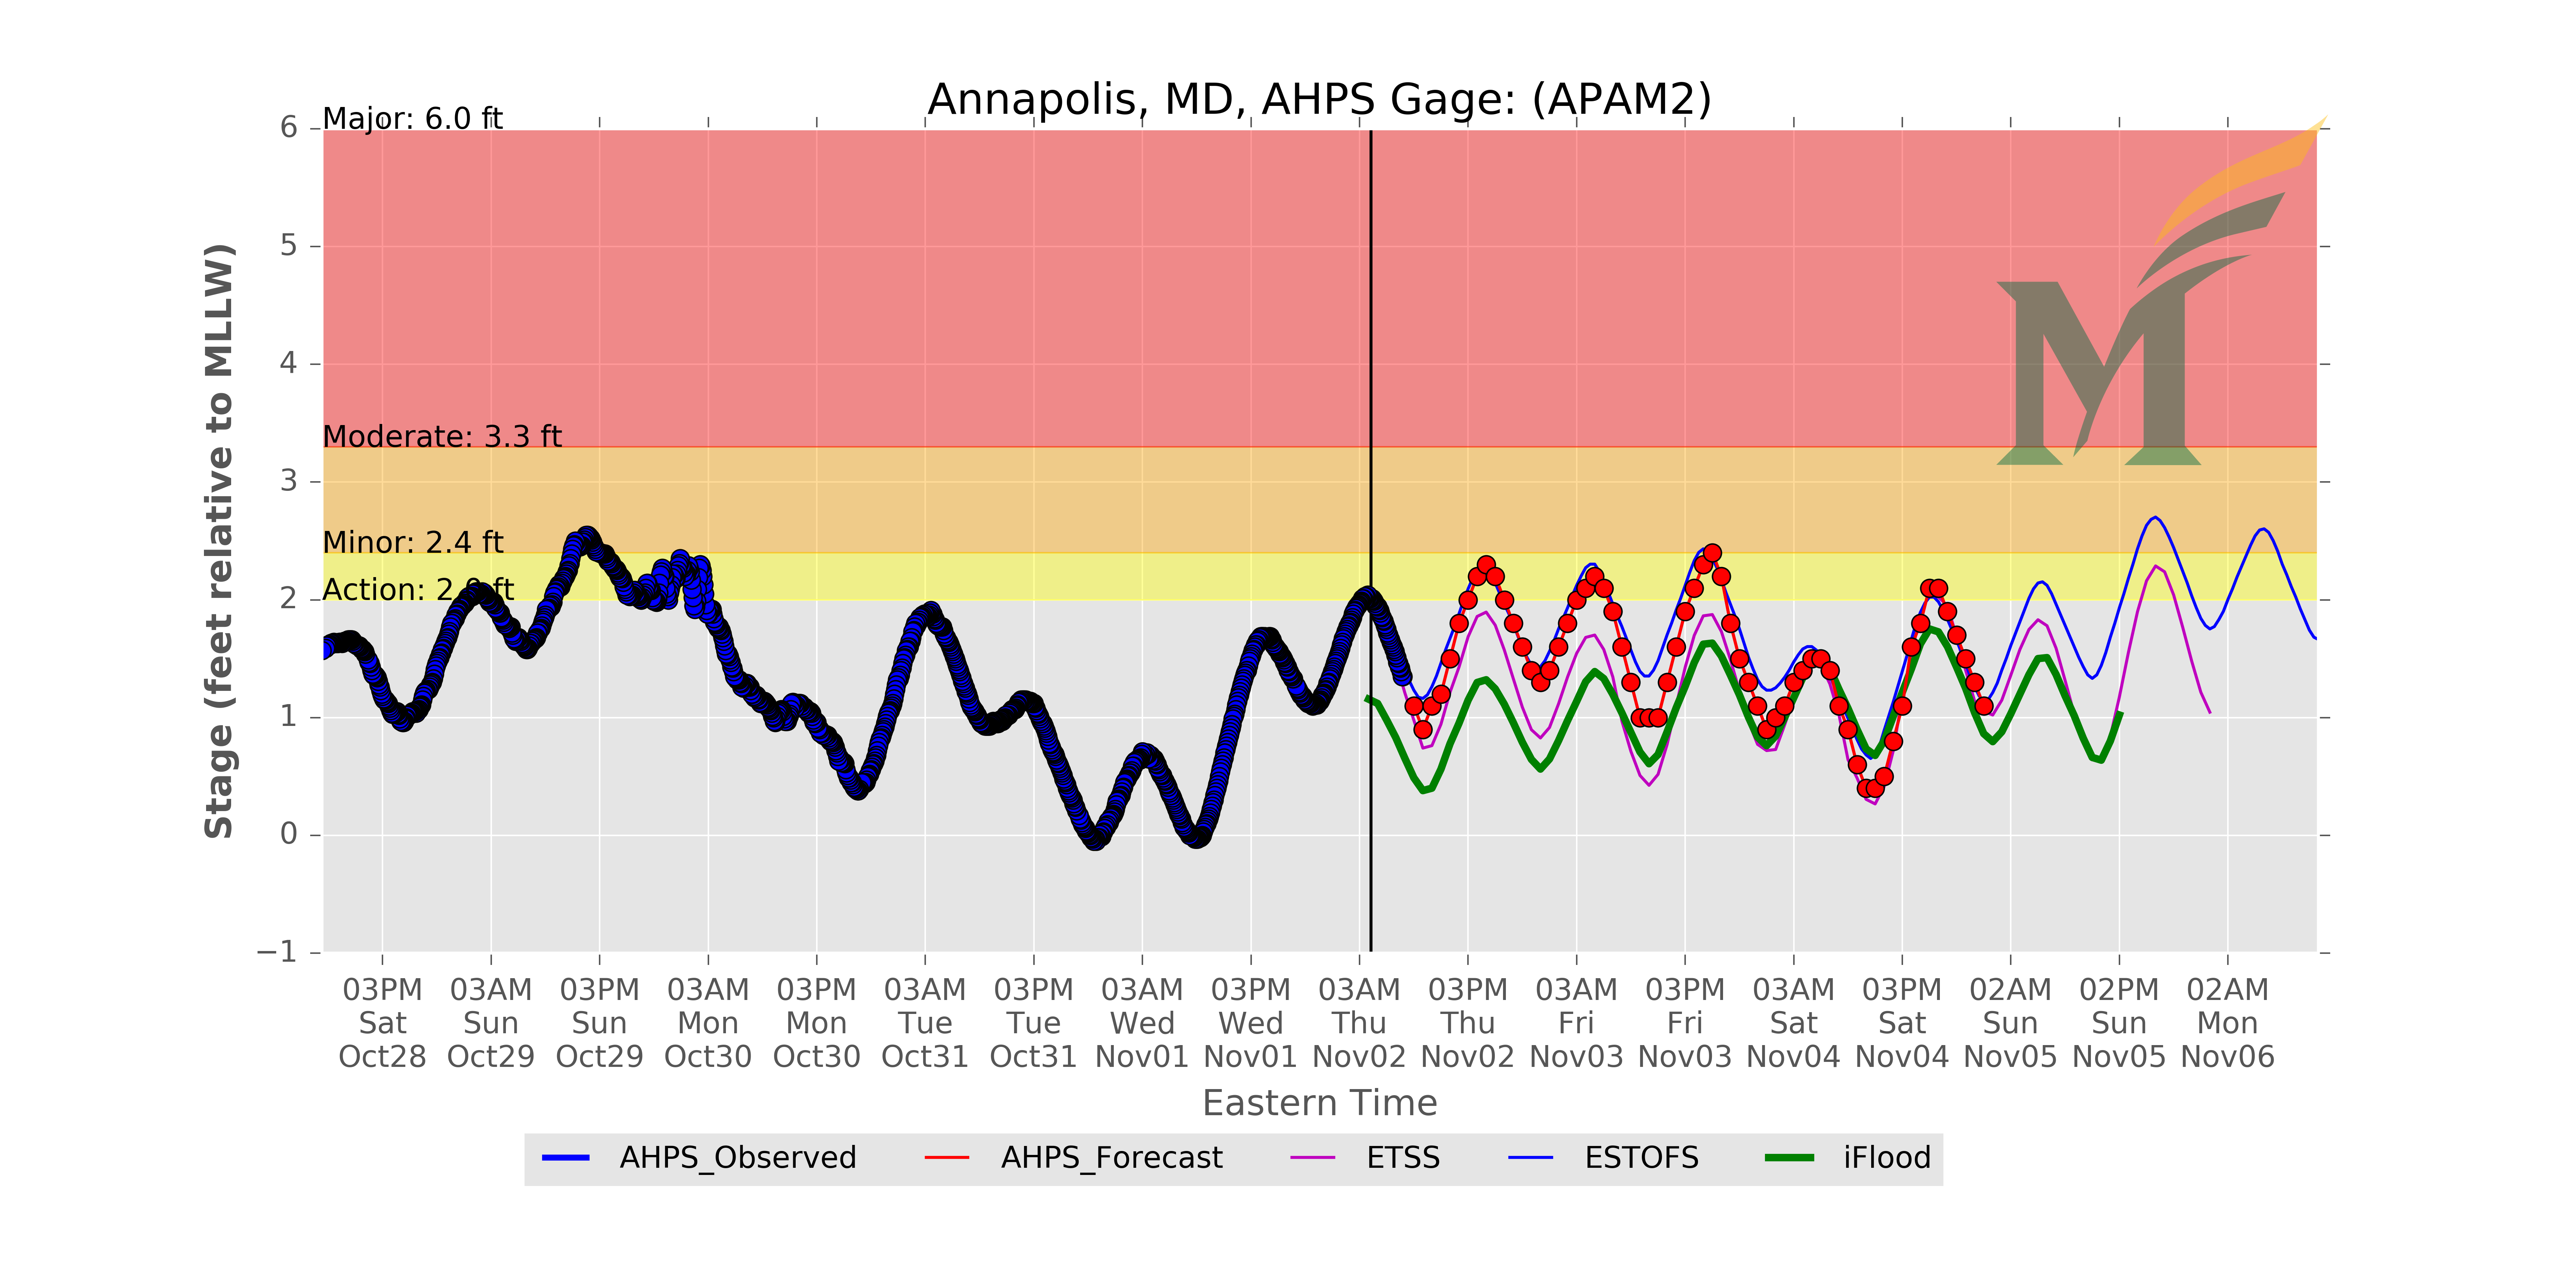 Annapolis, MD, AHPS Gage: (APAM2)
Major: 6.0 ft
Moderate: 3.3 ft
Minor: 2.4 ft
Action: 2.0 ft
Stage (feet relative to MLLW)
6
5
4
3
2
1
0
−1
03PM 03AM 03PM 03AM 03PM 03AM 03PM 03AM 03PM 03AM 03PM 03AM 03PM 03AM 03PM 02AM 02PM 02AM
Sat Sun Sun Mon Mon Tue Tue Wed Wed Thu Thu Fri Fri Sat Sat Sun Sun Mon
Oct28 Oct29 Oct29 Oct30 Oct30 Oct31 Oct31 Nov01 Nov01 Nov02 Nov02 Nov03 Nov03 Nov04 Nov04 Nov05 Nov05 Nov06
Eastern Time
AHPS_Observed AHPS_Forecast ETSS ESTOFS iFlood
M